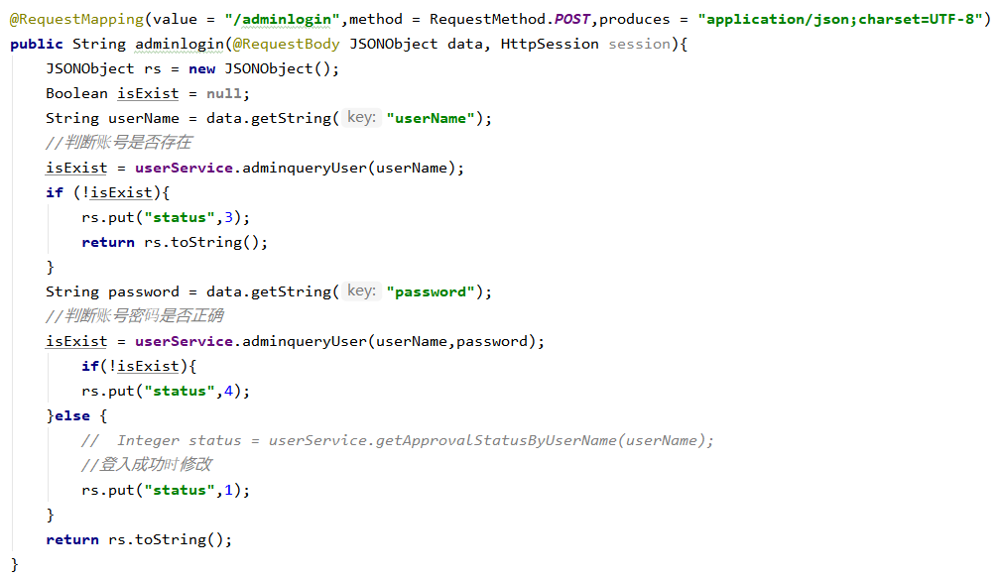 @RequestMapping(value = "/adminlogin",method = RequestMethod.POST,produces = "application/json;charset=UTF-8")
public String adminlogin(@RequestBody JSONObject data, HttpSession session){
JSONObject rs = new JSONObject();
Boolean isExist = null;
String userName = data.getString( key: "userName");
//判断账号是否存在
isExist = userService.adminqueryUser(userName);
if (!isExist){
rs.put("status",3);
return rs.toString();
}
String password = data.getString( key: "password");
//判断账号密码是否正确
isExist = userService.adminqueryUser(userName,password);
if(!isExist){
rs.put("status",4);
}else {
//  Integer status = userService.getApprovalStatusByUserName(userName);
//登入成功时修改
rs.put("status",1);
}
return rs.toString();
}